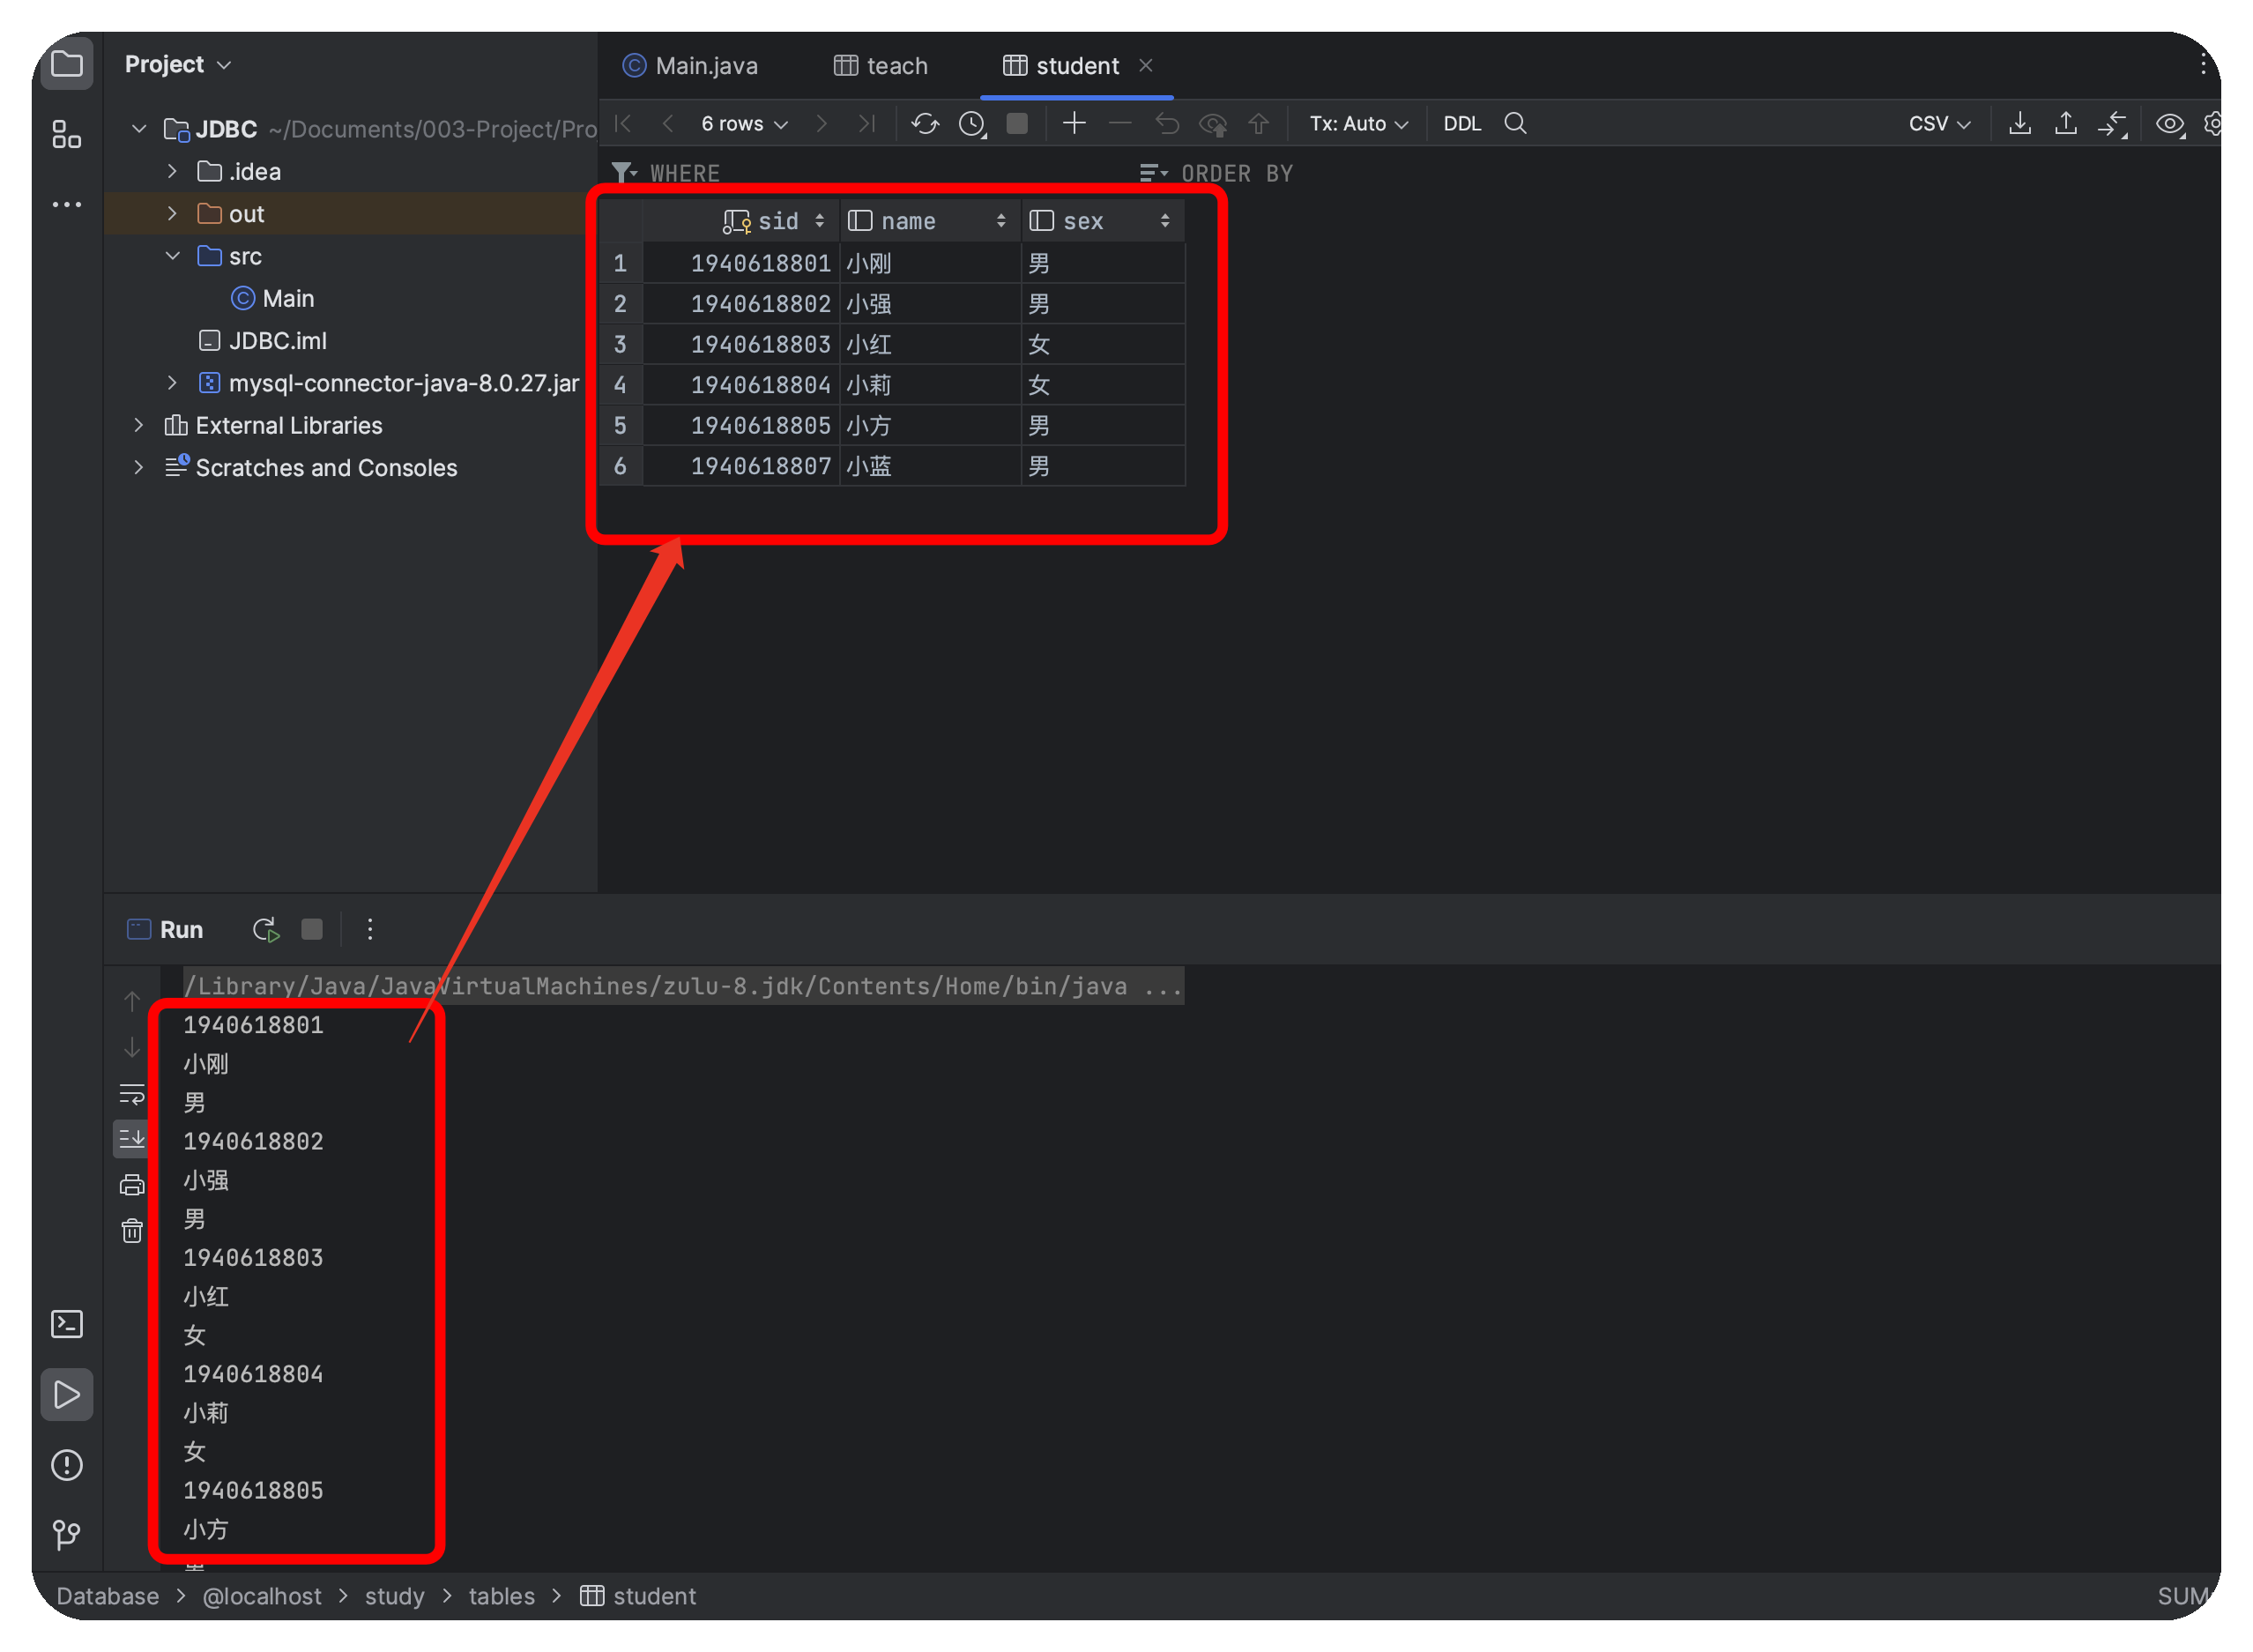 Project
JDBC ~/Documents/003-Project/Pro
.idea
out
src
Main
JDBC.iml
mysql-connector-java-8.0.27.jar
External Libraries
Scratches and Consoles
Main.java teach student
6 rows Tx: Auto DDL CSV
WHERE ORDER BY
sid name sex
1 1940618801 小刚 男
2 1940618802 小强 男
3 1940618803 小红 女
4 1940618804 小莉 女
5 1940618805 小方 男
6 1940618807 小蓝 男
Run
/Library/Java/JavaVirtualMachines/zulu-8.jdk/Contents/Home/bin/java ...
1940618801
小刚
男
1940618802
小强
男
1940618803
小红
女
1940618804
小莉
女
1940618805
小方
Database > @localhost > study > tables > student SUM